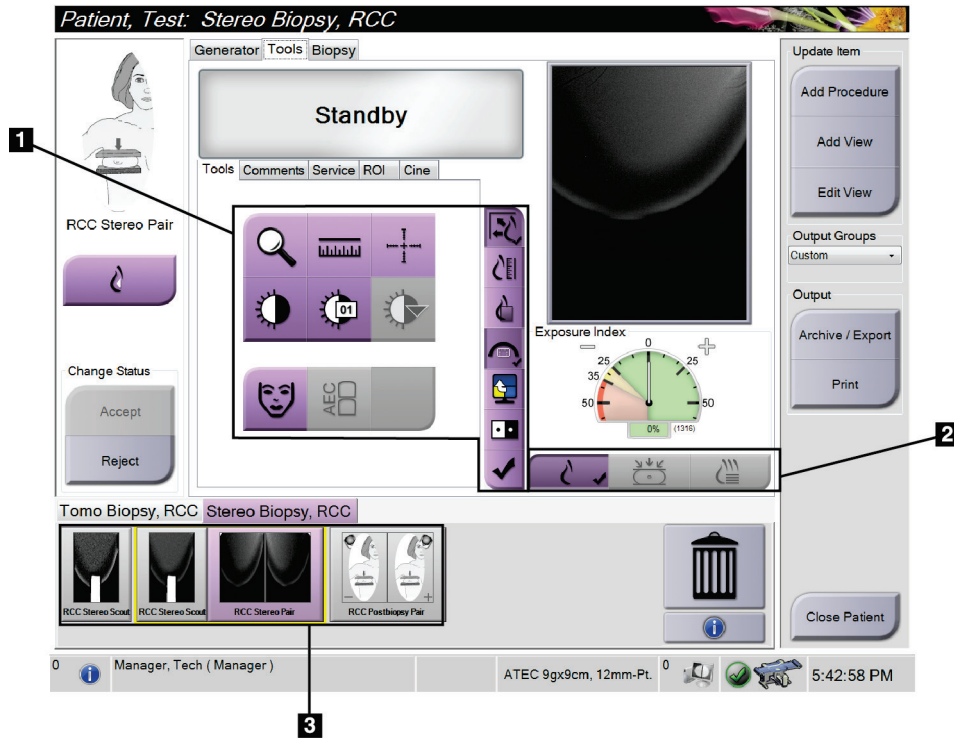 Patient, Test: Stereo Biopsy, RCC
Generator Tools Biopsy
Update Item
Standby
Add Procedure
Add View
Edit View
1
Tools Comments Service ROI Cine
RCC Stereo Pair
Output Groups
Custom
01
Output
Archive / Export
Print
Exposure Index
0
25 25
35
50 50
0% (1316)
Change Status
Accept
Reject
AEC
2
Tomo Biopsy, RCC Stereo Biopsy, RCC
RCC Stereo Scout RCC Stereo Scout RCC Stereo Pair RCC Postbiopsy Pair
Close Patient
0 Manager, Tech ( Manager ) ATEC 9gx9cm, 12mm-Pt. 0 5:42:58 PM
3